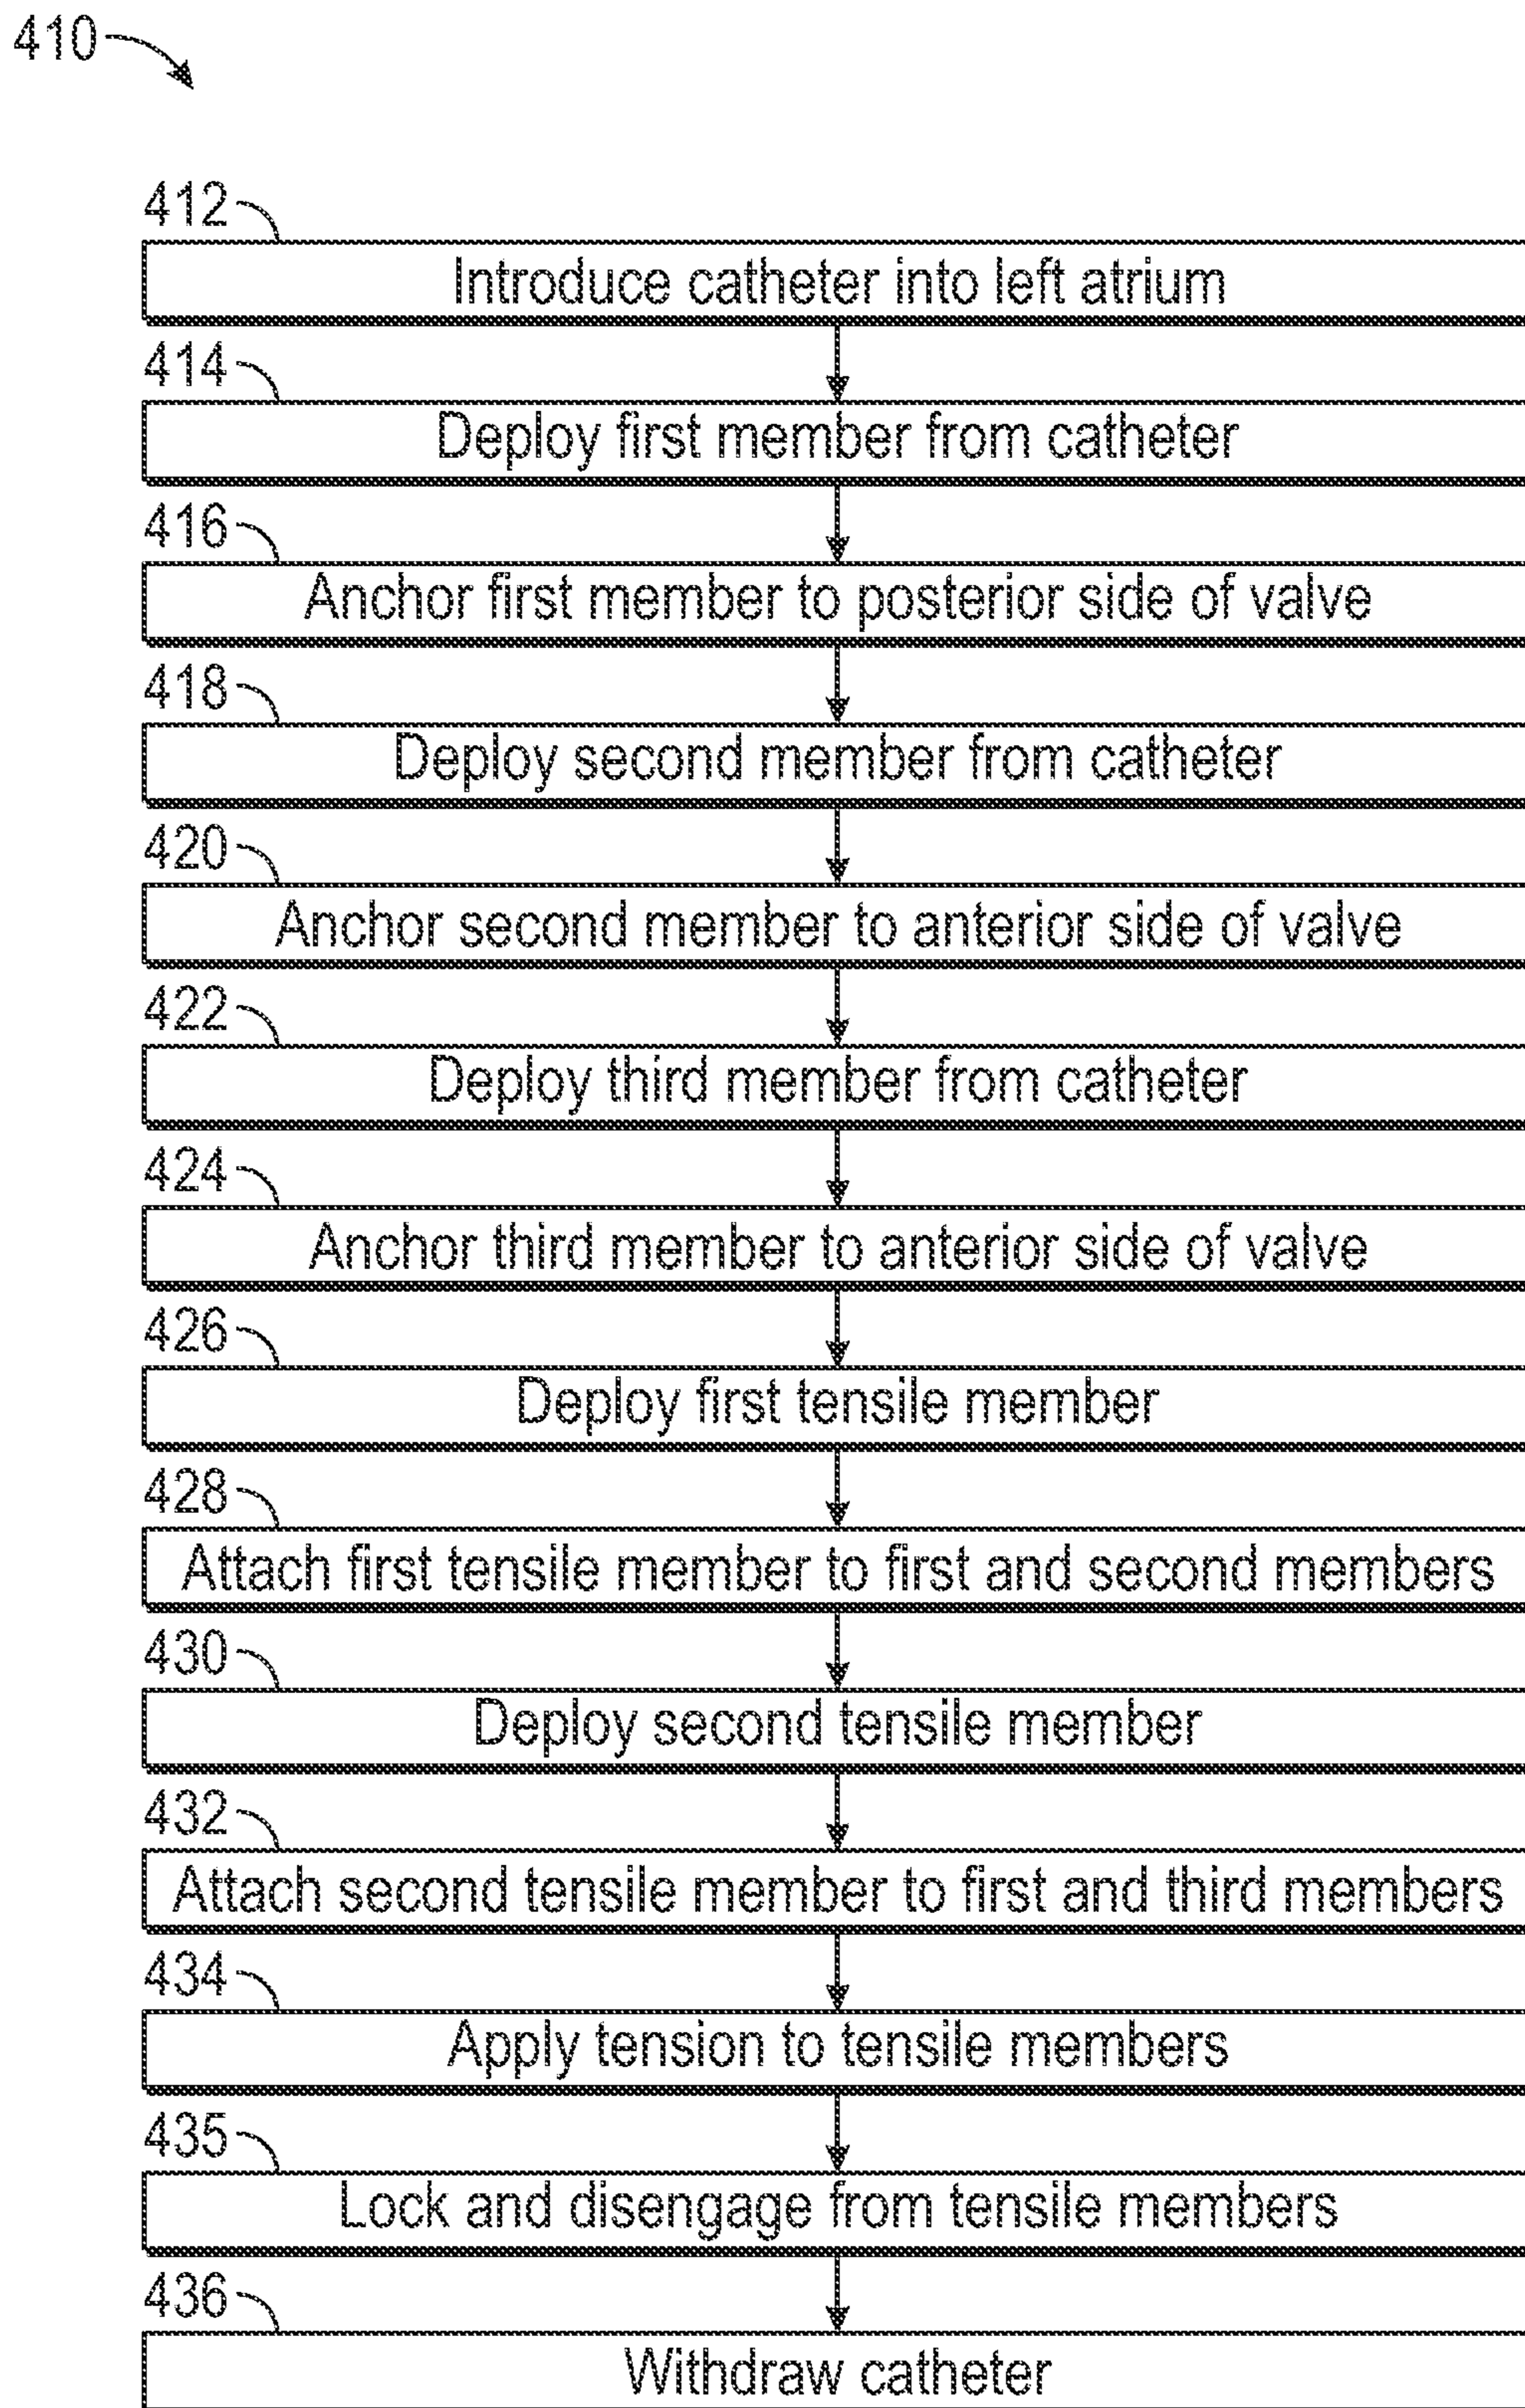 410
412
Introduce catheter into left atrium
414
Deploy first member from catheter
416
Anchor first member to posterior side of valve
418
Deploy second member from catheter
420
Anchor second member to anterior side of valve
422
Deploy third member from catheter
424
Anchor third member to anterior side of valve
426
Deploy first tensile member
428
Attach first tensile member to first and second members
430
Deploy second tensile member
432
Attach second tensile member to first and third members
434
Apply tension to tensile members
435
Lock and disengage from tensile members
436
Withdraw catheter